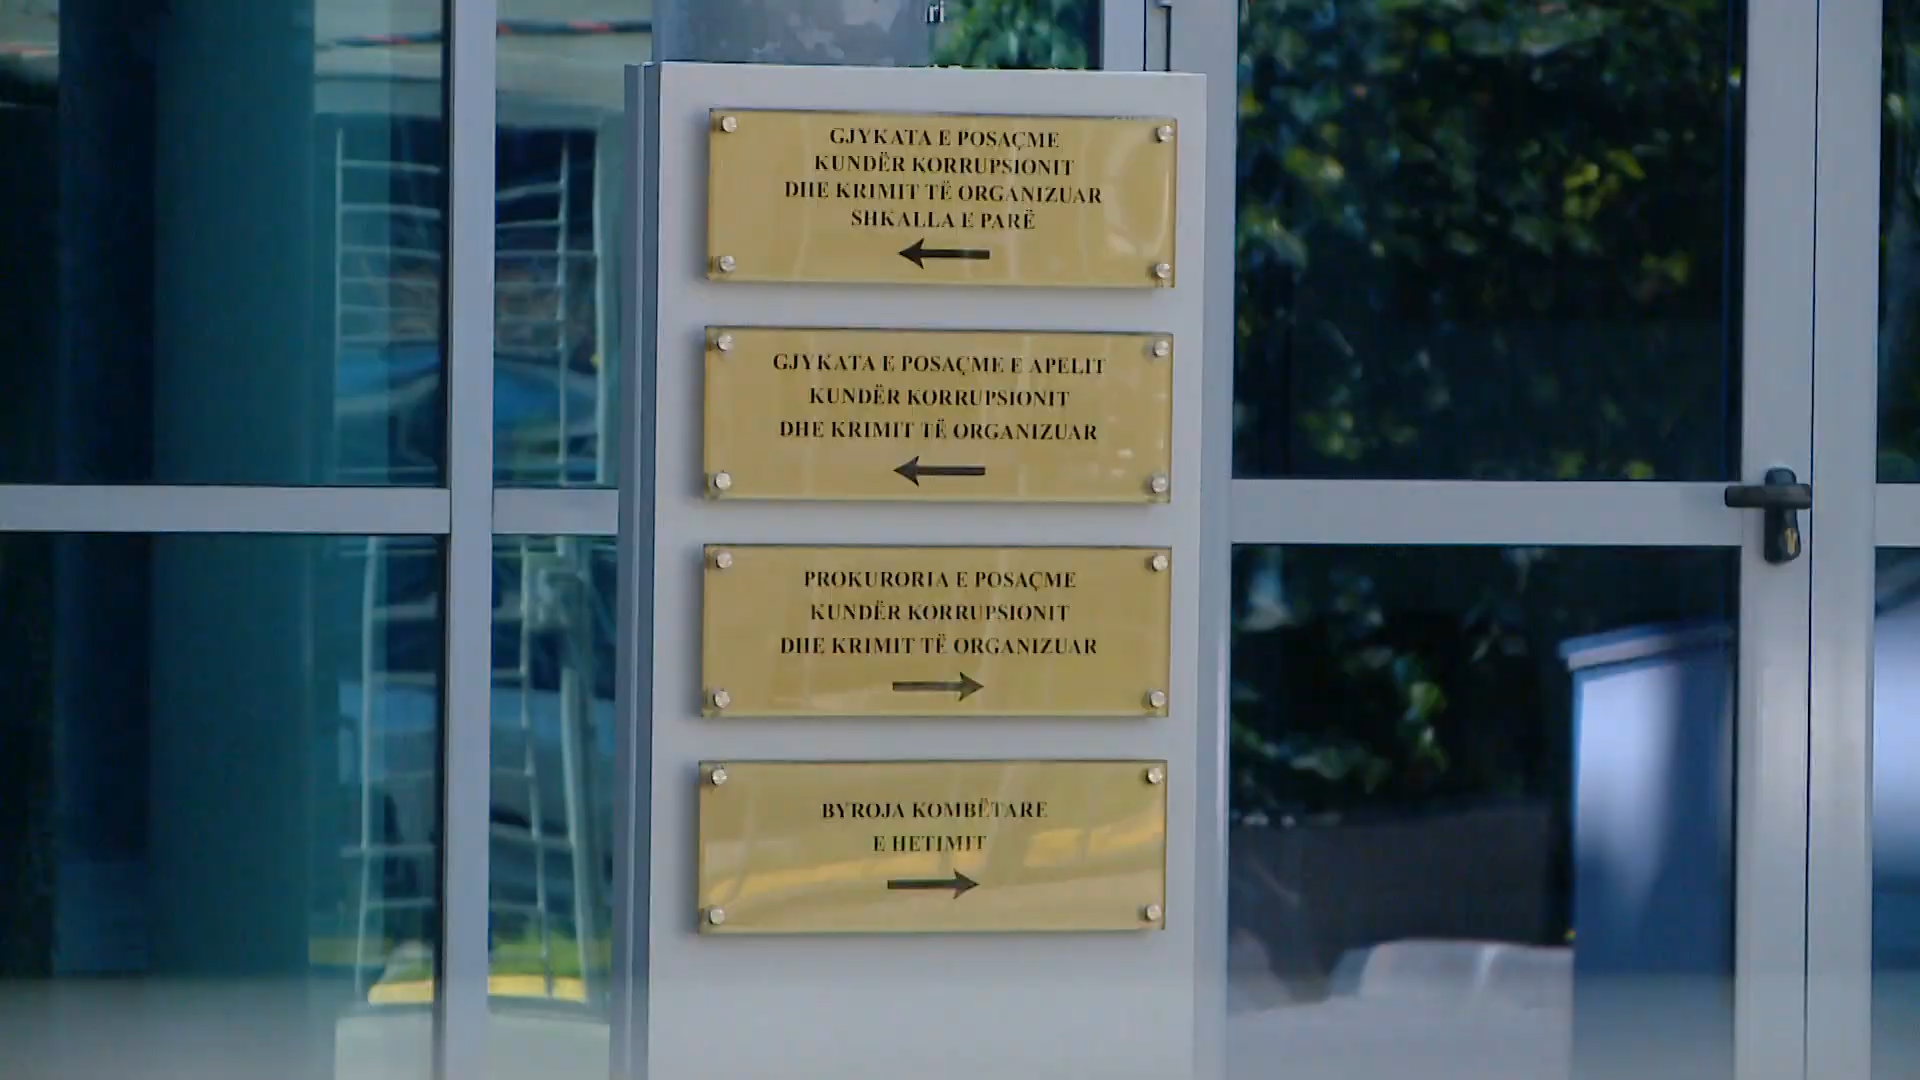 GJYKATA E POSAÇME
KUNDËR KORRUPSIONIT
DHE KRIMIT TË ORGANIZUAR
SHKALLA E PARË
GJYKATA E POSAÇME E APELIT
KUNDËR KORRUPSIONIT
DHE KRIMIT TË ORGANIZUAR
PROKURORIA E POSAÇME
KUNDËR KORRUPSIONIT
DHE KRIMIT TË ORGANIZUAR
BYROJA KOMBËTARE
E HETIMIT